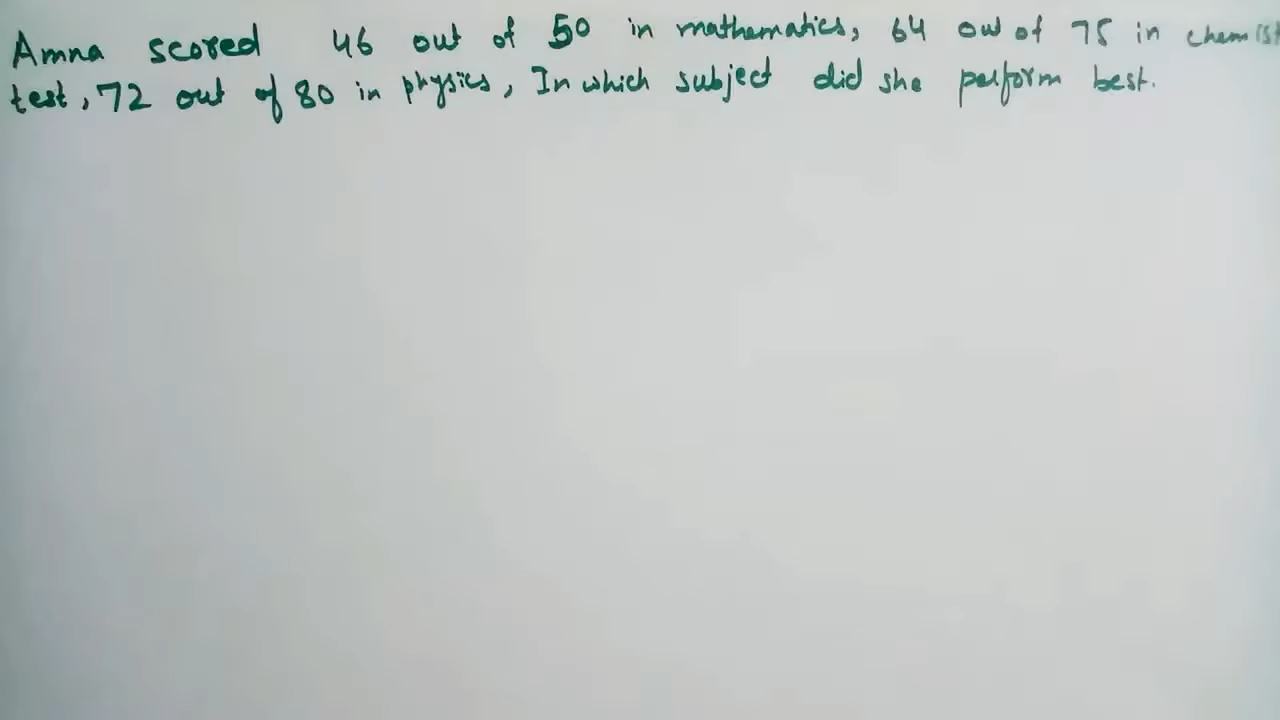 Amna scored 46 out of 50 in mathematics, 64 out of 75 in chemist
test, 72 out of 80 in physics, In which subject did she perform best.